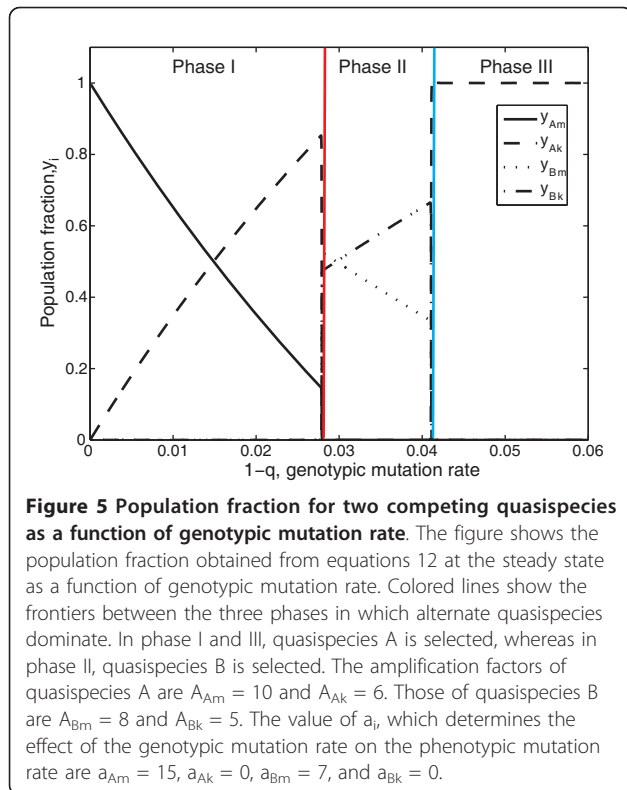 Phase I Phase II Phase III
1
0.8
0.6
0.4
0.2
0
Population fraction,yᵢ
y_Am
y_Ak
y_Bm
y_Bk
0 0.01 0.02 0.03 0.04 0.05 0.06
1−q, genotypic mutation rate
Figure 5 Population fraction for two competing quasispecies
as a function of genotypic mutation rate. The figure shows the
population fraction obtained from equations 12 at the steady state
as a function of genotypic mutation rate. Colored lines show the
frontiers between the three phases in which alternate quasispecies
dominate. In phase I and III, quasispecies A is selected, whereas in
phase II, quasispecies B is selected. The amplification factors of
quasispecies A are A_Am = 10 and A_Ak = 6. Those of quasispecies B
are A_Bm = 8 and A_Bk = 5. The value of aᵢ, which determines the
effect of the genotypic mutation rate on the phenotypic mutation
rate are a_Am = 15, a_Ak = 0, a_Bm = 7, and a_Bk = 0.